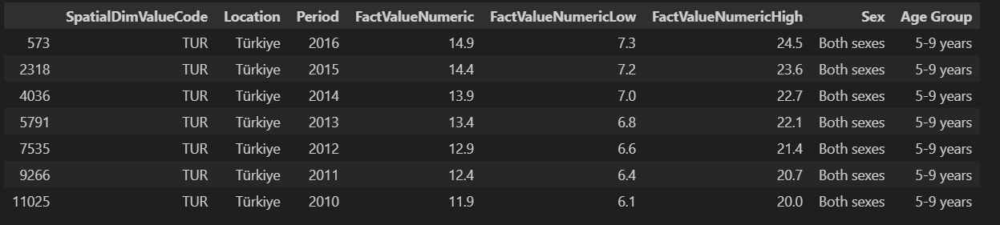 SpatialDimValueCode Location Period FactValueNumeric FactValueNumericLow FactValueNumericHigh Sex Age Group
573 TUR Türkiye 2016 14.9 7.3 24.5 Both sexes 5-9 years
2318 TUR Türkiye 2015 14.4 7.2 23.6 Both sexes 5-9 years
4036 TUR Türkiye 2014 13.9 7.0 22.7 Both sexes 5-9 years
5791 TUR Türkiye 2013 13.4 6.8 22.1 Both sexes 5-9 years
7535 TUR Türkiye 2012 12.9 6.6 21.4 Both sexes 5-9 years
9266 TUR Türkiye 2011 12.4 6.4 20.7 Both sexes 5-9 years
11025 TUR Türkiye 2010 11.9 6.1 20.0 Both sexes 5-9 years